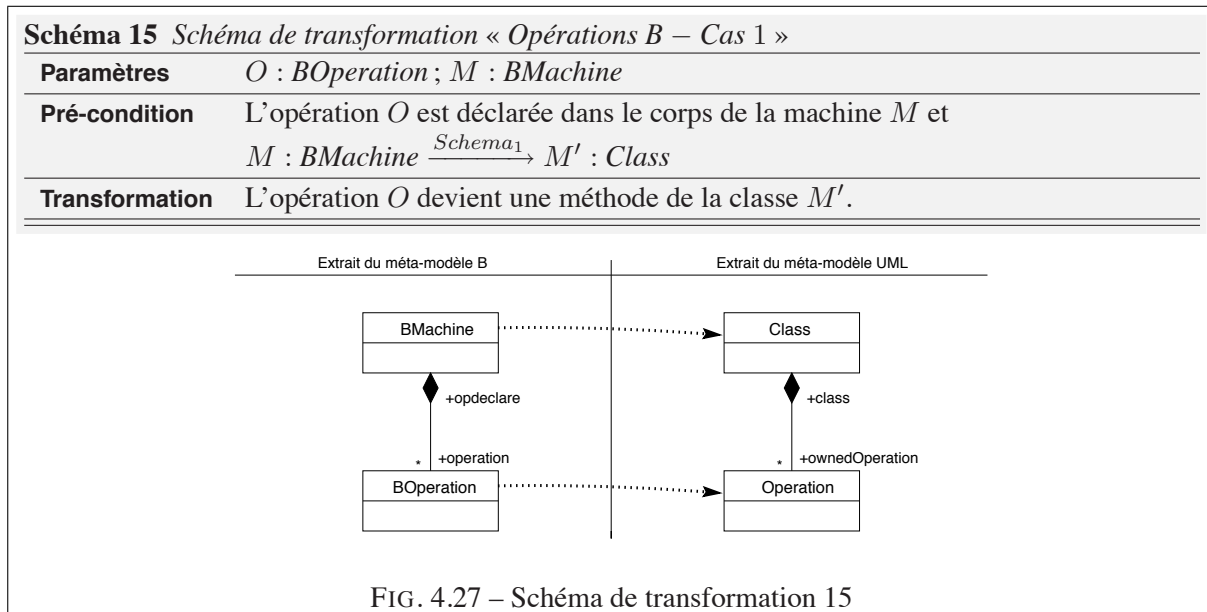 Schéma 15 Schéma de transformation « Opérations B – Cas 1 »
Paramètres O : BOperation ; M : BMachine
Pré-condition L'opération O est déclarée dans le corps de la machine M et
M : BMachine Schema1 → M′ : Class
Transformation L'opération O devient une méthode de la classe M′.
Extrait du méta-modèle B Extrait du méta-modèle UML
BMachine Class
+opdeclare +class
* +operation * +ownedOperation
BOperation Operation
FIG. 4.27 – Schéma de transformation 15